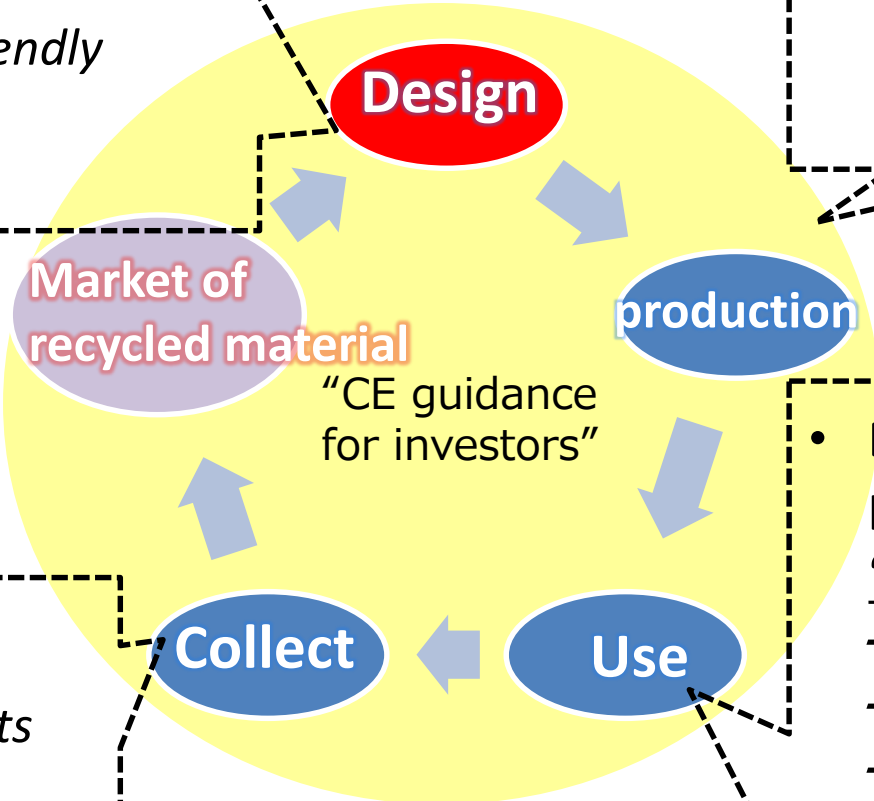 endly
Design
Market of
recycled material
production
“CE guidance
for investors”
•
Collect
Use
ts